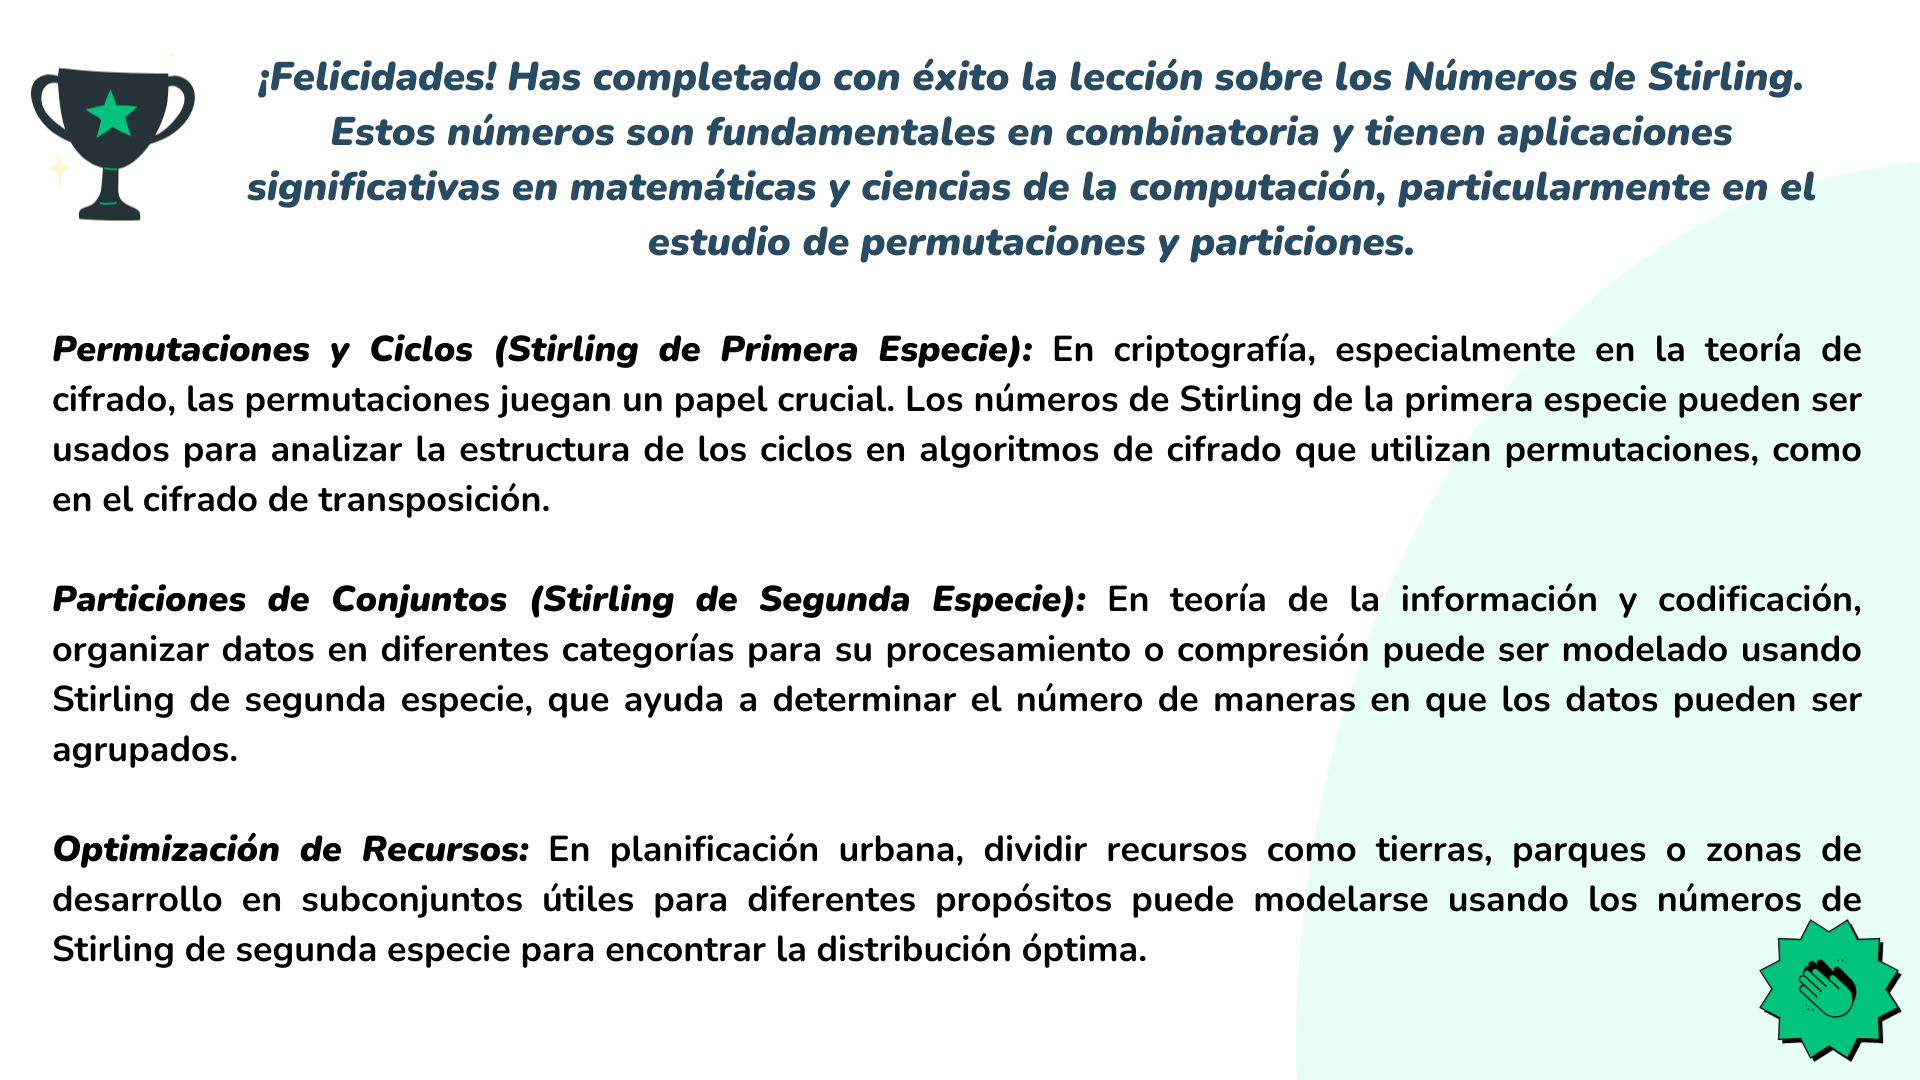 ¡Felicidades! Has completado con éxito la lección sobre los Números de Stirling.
Estos números son fundamentales en combinatoria y tienen aplicaciones
significativas en matemáticas y ciencias de la computación, particularmente en el
estudio de permutaciones y particiones.
Permutaciones y Ciclos (Stirling de Primera Especie): En criptografía, especialmente en la teoría de
cifrado, las permutaciones juegan un papel crucial. Los números de Stirling de la primera especie pueden ser
usados para analizar la estructura de los ciclos en algoritmos de cifrado que utilizan permutaciones, como
en el cifrado de transposición.
Particiones de Conjuntos (Stirling de Segunda Especie): En teoría de la información y codificación,
organizar datos en diferentes categorías para su procesamiento o compresión puede ser modelado usando
Stirling de segunda especie, que ayuda a determinar el número de maneras en que los datos pueden ser
agrupados.
Optimización de Recursos: En planificación urbana, dividir recursos como tierras, parques o zonas de
desarrollo en subconjuntos útiles para diferentes propósitos puede modelarse usando los números de
Stirling de segunda especie para encontrar la distribución óptima.